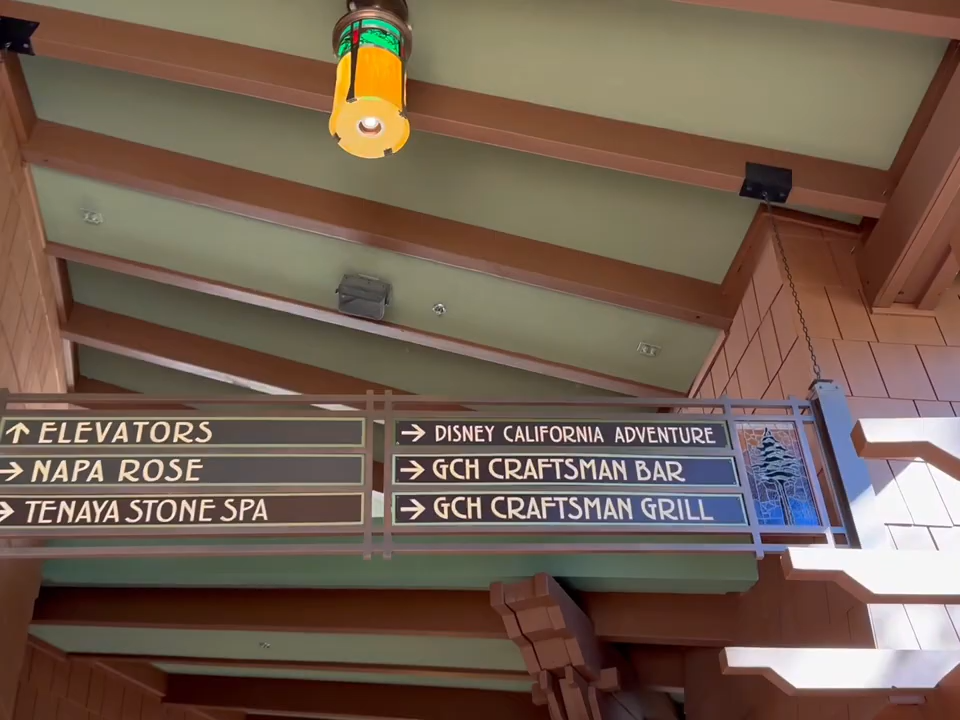 ↑ ELEVATORS
→ NAPA ROSE
→ TENAYA STONE SPA
→ DISNEY CALIFORNIA ADVENTURE
→ GCH CRAFTSMAN BAR
→ GCH CRAFTSMAN GRILL